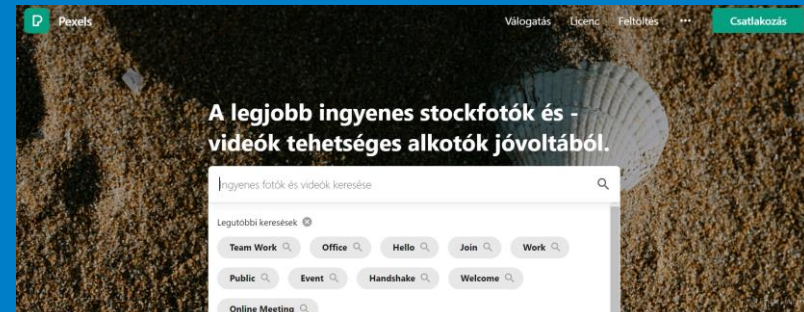 Pexels
Válogatás Licenc Feltöltés ••• Csatlakozás
A legjobb ingyenes stockfotók és -
videók tehetséges alkotók jóvoltából.
Ingyenes fotók és videók keresése
Legutóbbi keresések
Team Work Office Hello Join Work
Public Event Handshake Welcome
Online Meeting